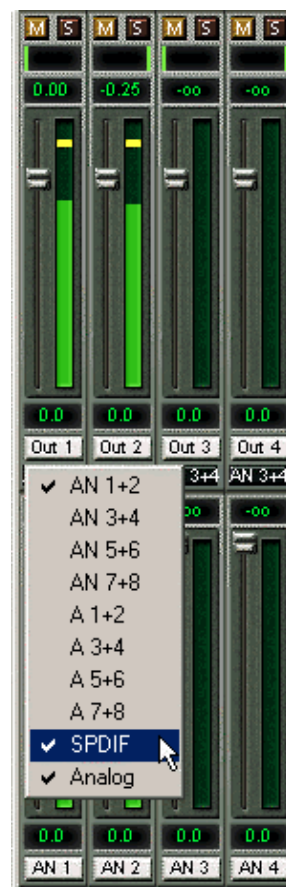 M S M S M S M S
0.00 -0.25 -oo -oo
0.0 0.0 0.0 0.0
Out 1 Out 2 Out 3 Out 4
3+4 AN 3+4
✔ AN 1+2
AN 3+4
AN 5+6
AN 7+8
A 1+2
A 3+4
A 5+6
A 7+8
✔ SPDIF
✔ Analog
oo -oo
0.0 0.0 0.0 0.0
AN 1 AN 2 AN 3 AN 4